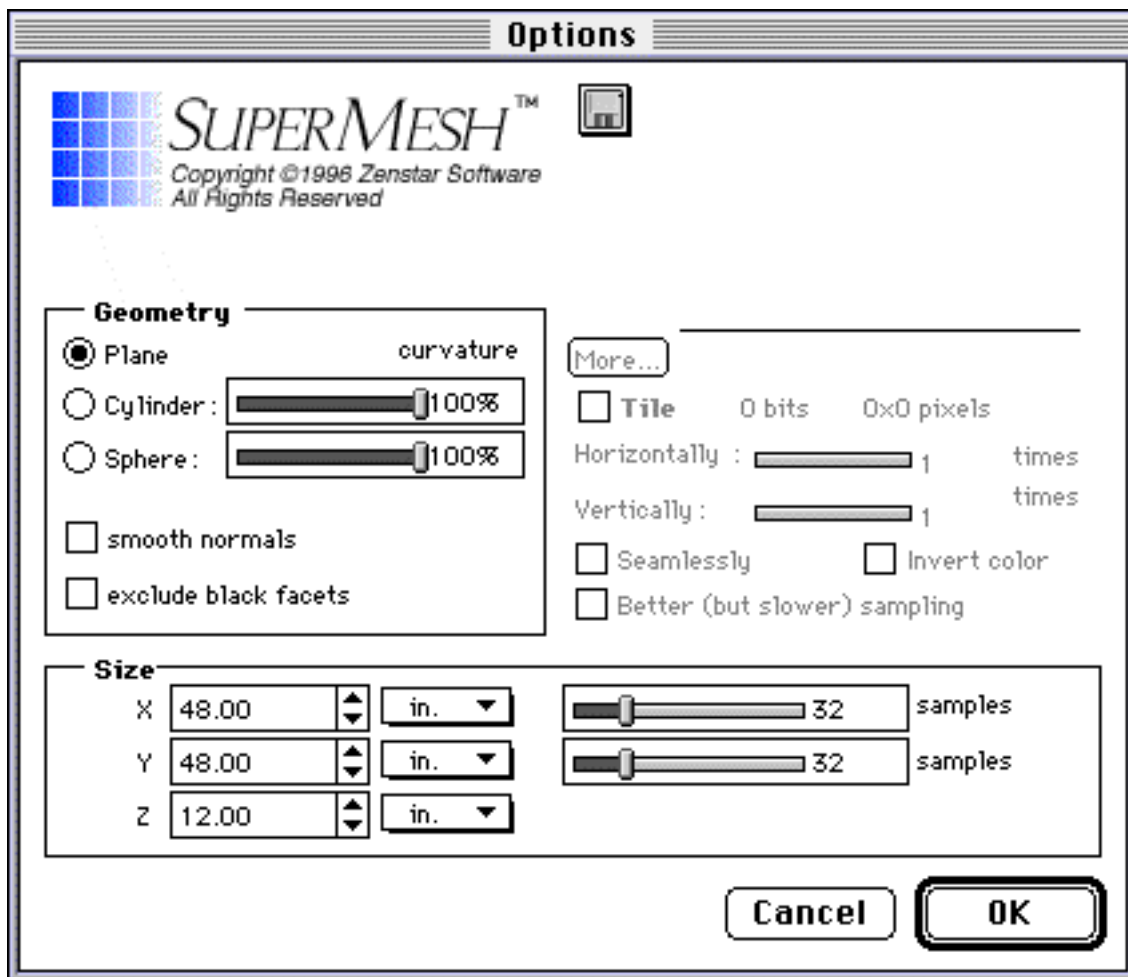 Options
SUPERMESH™
Copyright ©1996 Zenstar Software
All Rights Reserved
Geometry
Plane curvature
Cylinder: 100%
Sphere: 100%
smooth normals
exclude black facets
More...
Tile 0 bits 0x0 pixels
Horizontally : 1 times
Vertically : 1 times
Seamlessly Invert color
Better (but slower) sampling
Size
X 48.00 in. 32 samples
Y 48.00 in. 32 samples
Z 12.00 in.
Cancel OK